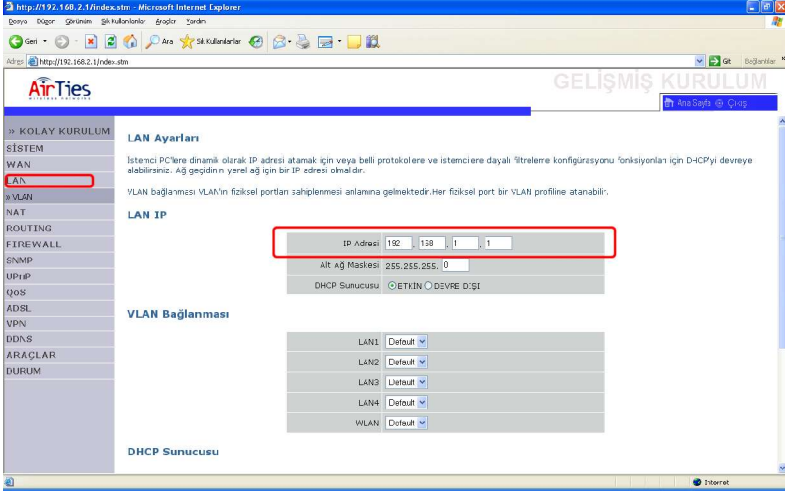 http://192.168.2.1/index.stm - Microsoft Internet Explorer
Dosya Düzen Görünüm Sık Kullanılanlar Araçlar Yardım
Geri Ara Sık Kullanılanlar
Adres http://192.168.2.1/index.stm Git Bağlantılar
AirTies
wireless networks
GELİŞMİŞ KURULUM
Ana Sayfa Çıkış
» KOLAY KURULUM
SİSTEM
WAN
LAN
» VLAN
NAT
ROUTING
FIREWALL
SNMP
UPnP
QoS
ADSL
VPN
DDNS
ARAÇLAR
DURUM
LAN Ayarları
İstemci PC'lere dinamik olarak IP adresi atamak için veya belli protokolere ve istemcilere dayalı filtreleme konfigürasyonu fonksiyonları için DHCP'yi devreye
alabilirsiniz. Ağ geçidinin yerel ağ için bir IP adresi olmalıdır.
VLAN bağlanması VLAN'ın fiziksel portları sahiplenmesi anlamına gelmektedir.Her fiziksel port bir VLAN profiline atanabilir.
LAN IP
IP Adresi 192 . 168 . 1 . 1
Alt Ağ Maskesi 255.255.255. 0
DHCP Sunucusu ETKİN DEVRE DIŞI
VLAN Bağlanması
LAN1 Default
LAN2 Default
LAN3 Default
LAN4 Default
WLAN Default
DHCP Sunucusu
Internet